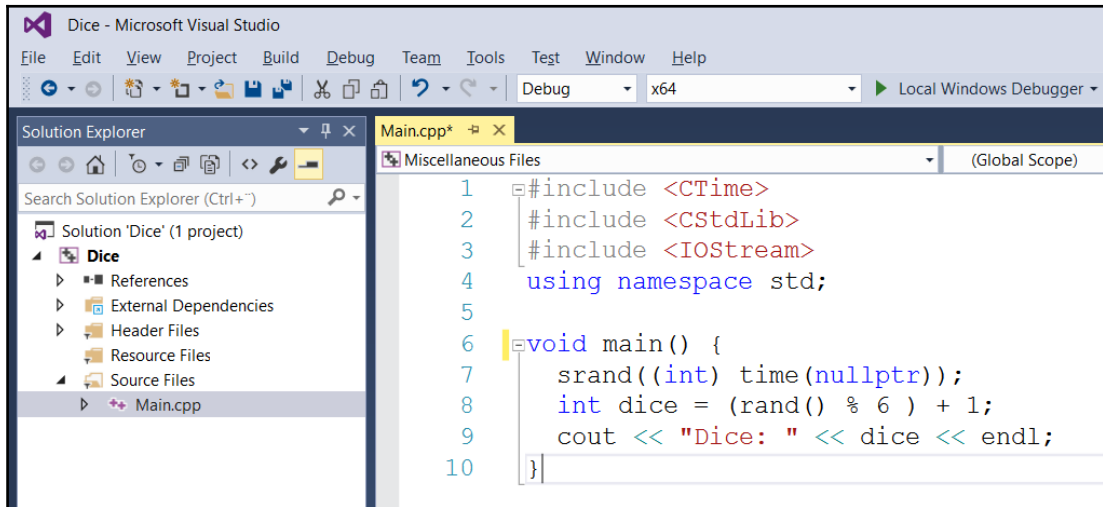 Dice - Microsoft Visual Studio
File Edit View Project Build Debug Team Tools Test Window Help
Debug x64 Local Windows Debugger
Solution Explorer
Search Solution Explorer (Ctrl+¨)
Solution 'Dice' (1 project)
Dice
References
External Dependencies
Header Files
Resource Files
Source Files
Main.cpp
Main.cpp*
Miscellaneous Files (Global Scope)
1 #include <CTime>
2 #include <CStdLib>
3 #include <IOStream>
4 using namespace std;
5
6 void main() {
7 srand((int) time(nullptr));
8 int dice = (rand() % 6 ) + 1;
9 cout << "Dice: " << dice << endl;
10 }